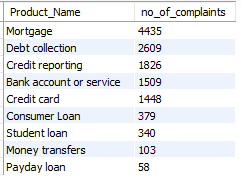 Product_Name no_of_complaints
Mortgage 4435
Debt collection 2609
Credit reporting 1826
Bank account or service 1509
Credit card 1448
Consumer Loan 379
Student loan 340
Money transfers 103
Payday loan 58